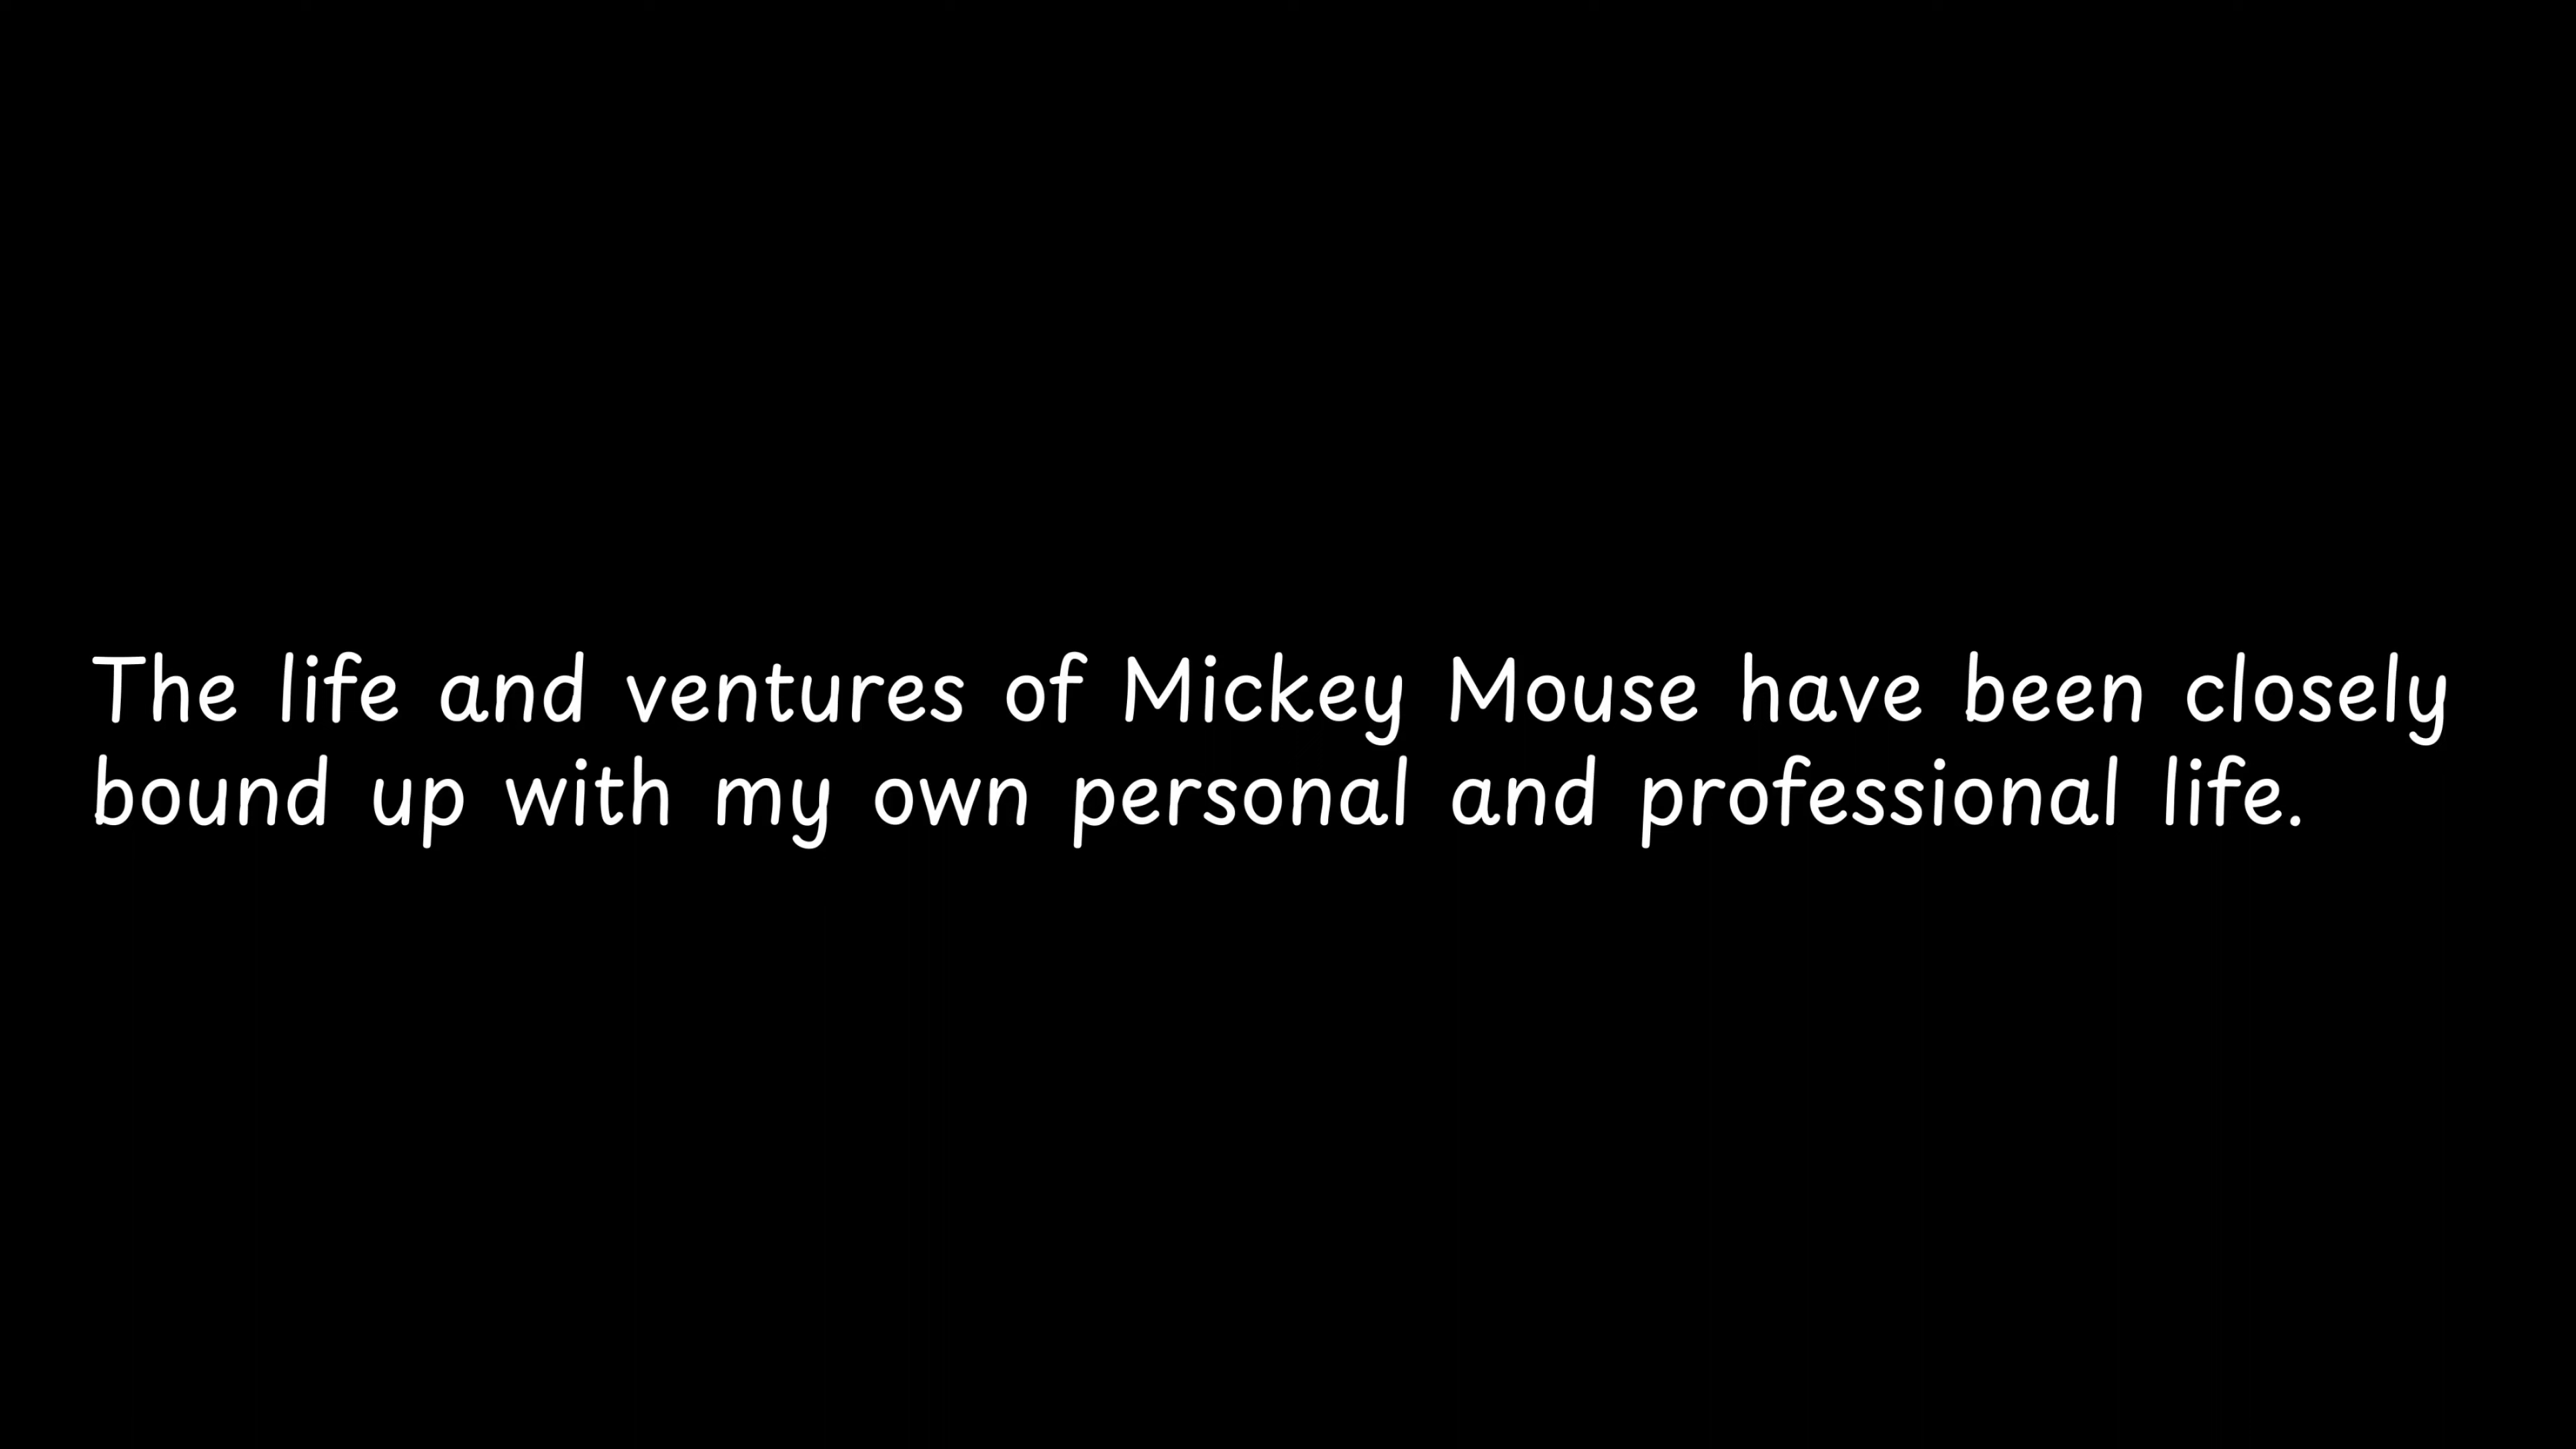 The life and ventures of Mickey Mouse have been closely
bound up with my own personal and professional life.